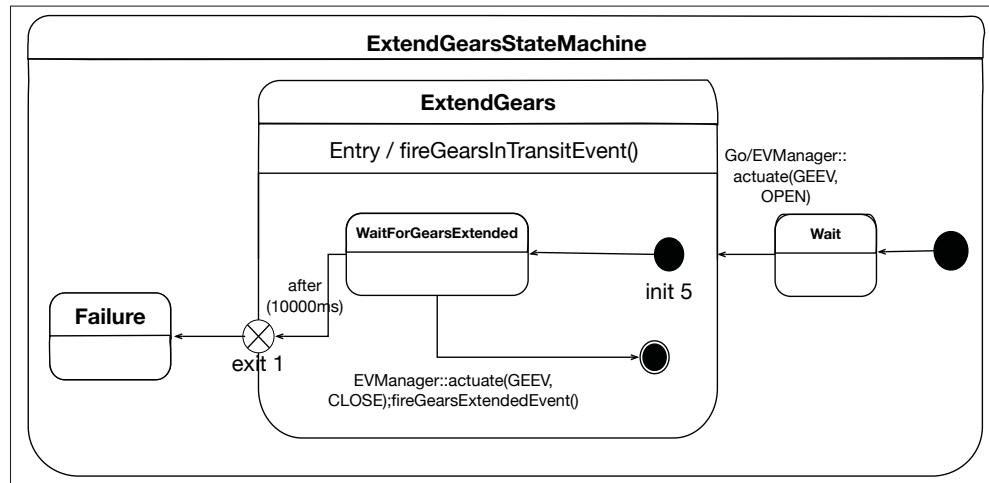 ExtendGearsStateMachine
ExtendGears
Entry / fireGearsInTransitEvent()
Go/EVManager::
actuate(GEEV,
OPEN)
WaitForGearsExtended
Wait
init 5
after
(10000ms)
Failure
exit 1
EVManager::actuate(GEEV,
CLOSE);fireGearsExtendedEvent()